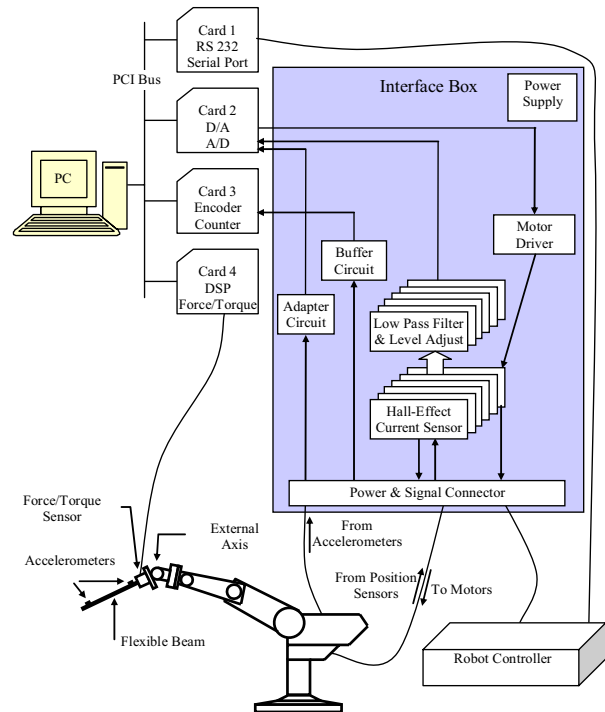 Card 1
RS 232
Serial Port
PCI Bus
Interface Box
Power
Supply
Card 2
D/A
A/D
PC
Card 3
Encoder
Counter
Motor
Driver
Buffer
Circuit
Card 4
DSP
Force/Torque
Adapter
Circuit
Low Pass Filter
& Level Adjust
Hall-Effect
Current Sensor
Power & Signal Connector
Force/Torque
Sensor
External
Axis
From
Accelerometers
Accelerometers
From Position
Sensors
To Motors
Flexible Beam
Robot Controller